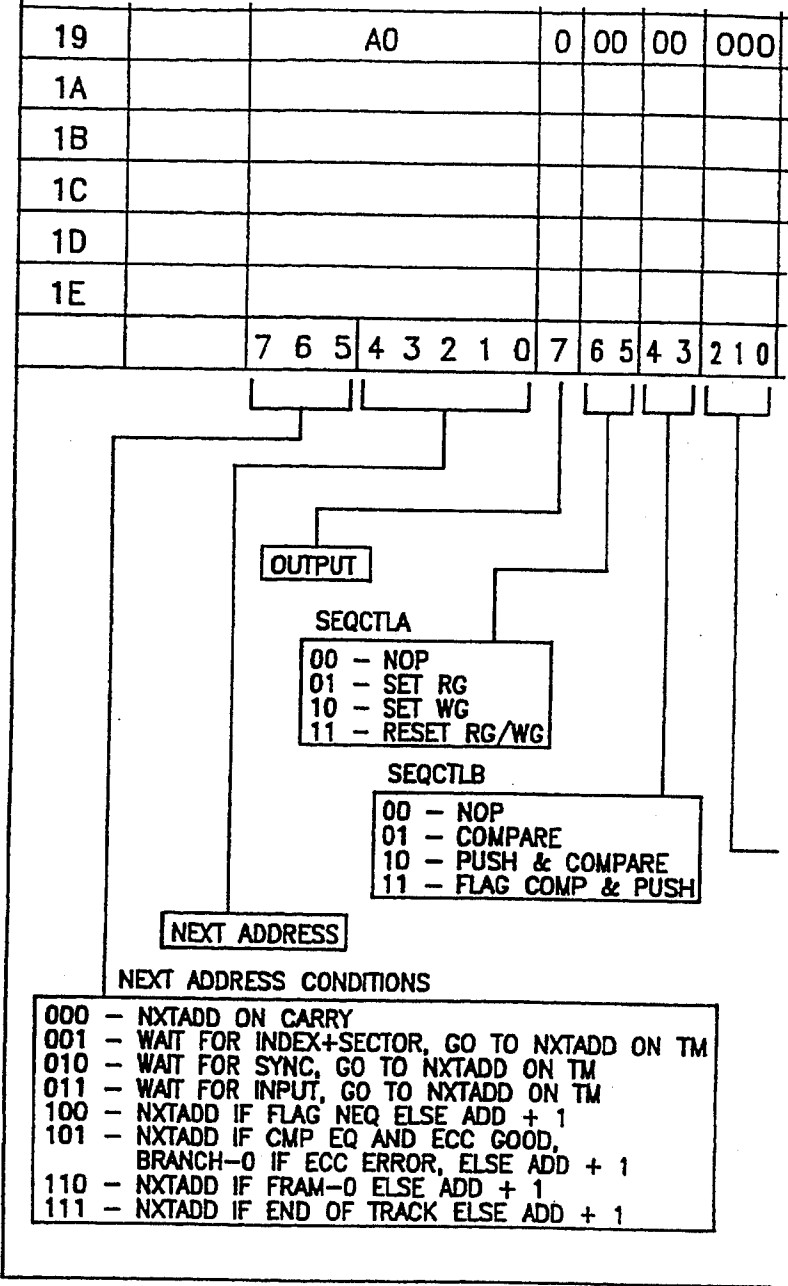 19 A0 0 00 00 000
1A
1B
1C
1D
1E
7 6 5 4 3 2 1 0 7 6 5 4 3 2 1 0
OUTPUT
SEQCTLA
00 – NOP
01 – SET RG
10 – SET WG
11 – RESET RG/WG
SEQCTLB
00 – NOP
01 – COMPARE
10 – PUSH & COMPARE
11 – FLAG COMP & PUSH
NEXT ADDRESS
NEXT ADDRESS CONDITIONS
000 – NXTADD ON CARRY
001 – WAIT FOR INDEX+SECTOR, GO TO NXTADD ON TM
010 – WAIT FOR SYNC, GO TO NXTADD ON TM
011 – WAIT FOR INPUT, GO TO NXTADD ON TM
100 – NXTADD IF FLAG NEQ ELSE ADD + 1
101 – NXTADD IF CMP EQ AND ECC GOOD,
BRANCH-0 IF ECC ERROR, ELSE ADD + 1
110 – NXTADD IF FRAM-0 ELSE ADD + 1
111 – NXTADD IF END OF TRACK ELSE ADD + 1